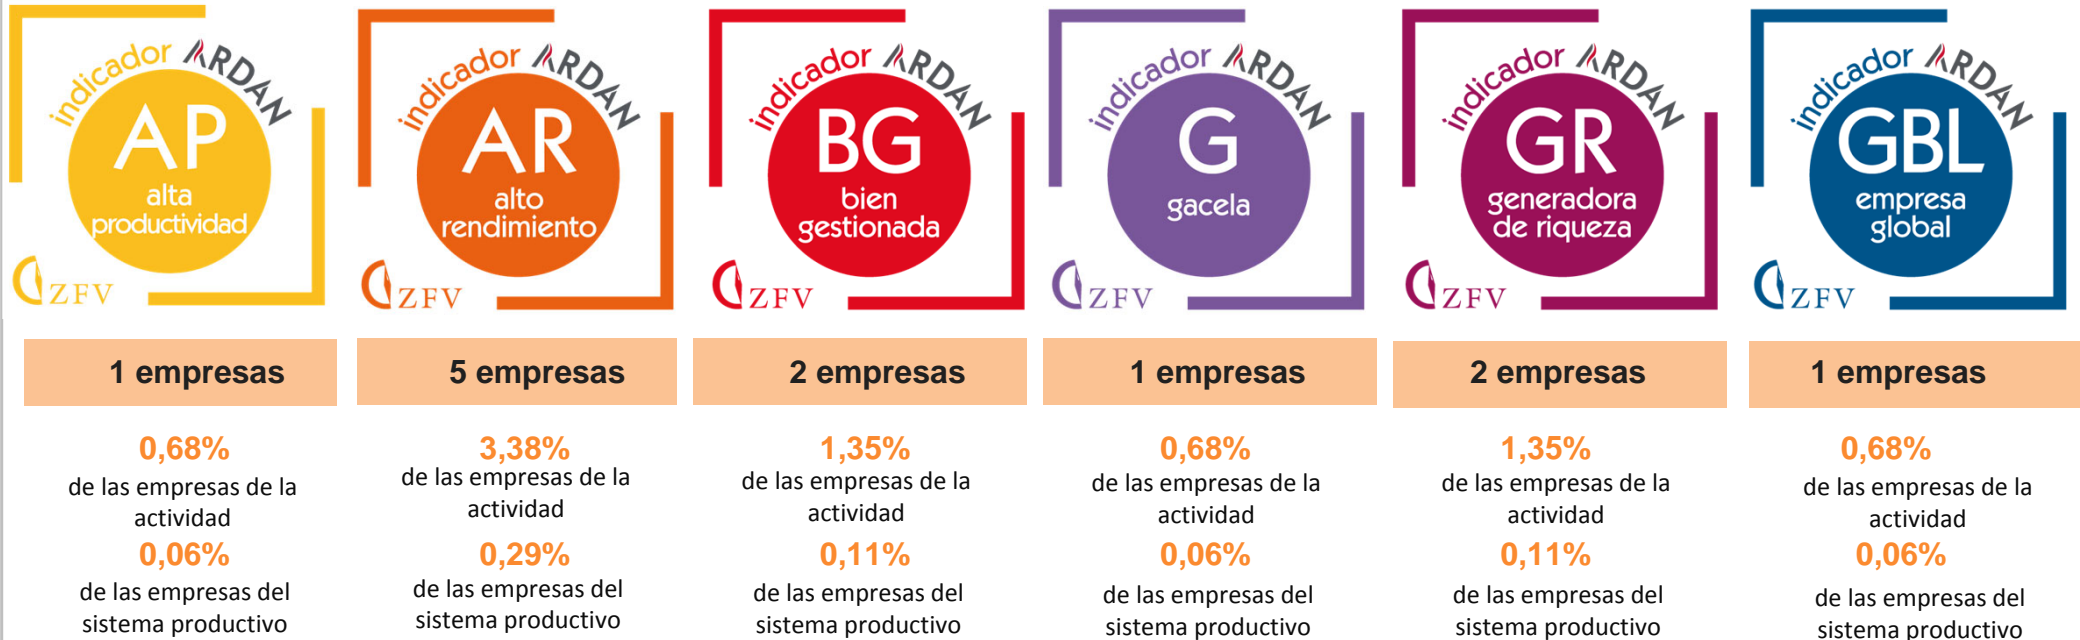 indicador ARDAN
AP
alta
productividad
ZFV
1 empresas
0,68%
de las empresas de la
actividad
0,06%
de las empresas del
sistema productivo
indicador ARDAN
AR
alto
rendimiento
ZFV
5 empresas
3,38%
de las empresas de la
actividad
0,29%
de las empresas del
sistema productivo
indicador ARDAN
BG
bien
gestionada
ZFV
2 empresas
1,35%
de las empresas de la
actividad
0,11%
de las empresas del
sistema productivo
indicador ARDAN
G
gacela
ZFV
1 empresas
0,68%
de las empresas de la
actividad
0,06%
de las empresas del
sistema productivo
indicador ARDAN
GR
generadora
de riqueza
ZFV
2 empresas
1,35%
de las empresas de la
actividad
0,11%
de las empresas del
sistema productivo
indicador ARDAN
GBL
empresa
global
ZFV
1 empresas
0,68%
de las empresas de la
actividad
0,06%
de las empresas del
sistema productivo